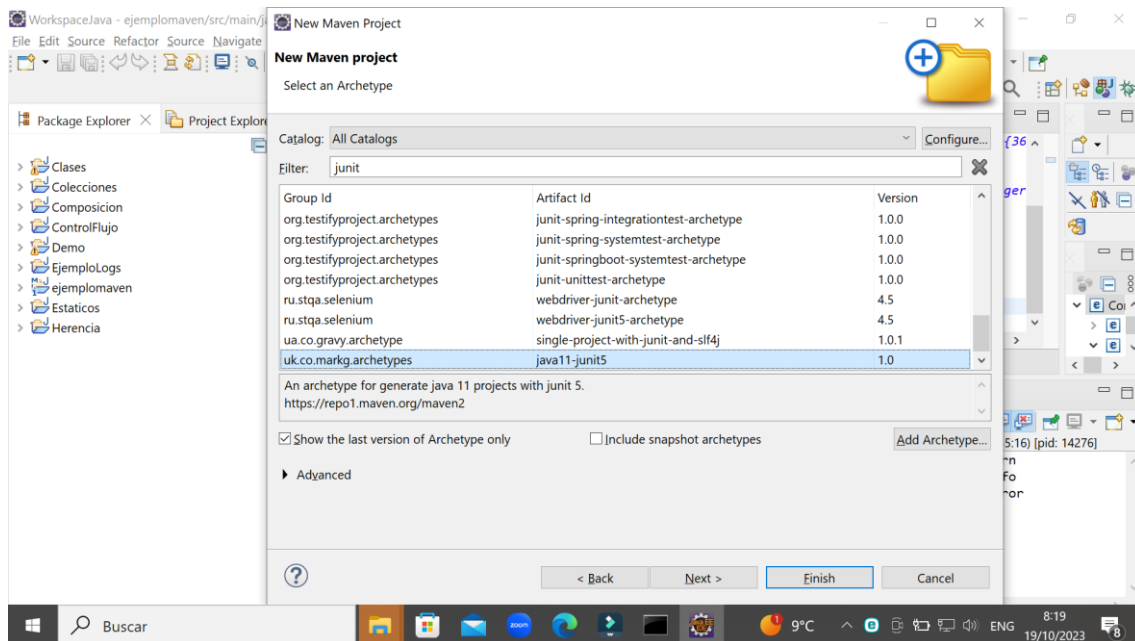 WorkspaceJava - ejemplomaven/src/main/j
File Edit Source Refactor Source Navigate
Package Explorer
Project Explore
Clases
Colecciones
Composicion
ControlFlujo
Demo
EjemploLogs
ejemplomaven
Estaticos
Herencia
New Maven Project
New Maven project
Select an Archetype
Catalog: All Catalogs Configure...
Filter: junit
Group Id Artifact Id Version
org.testifyproject.archetypes junit-spring-integrationtest-archetype 1.0.0
org.testifyproject.archetypes junit-spring-systemtest-archetype 1.0.0
org.testifyproject.archetypes junit-springboot-systemtest-archetype 1.0.0
org.testifyproject.archetypes junit-unittest-archetype 1.0.0
ru.stqa.selenium webdriver-junit-archetype 4.5
ru.stqa.selenium webdriver-junit5-archetype 4.5
ua.co.gravy.archetype single-project-with-junit-and-slf4j 1.0.1
uk.co.markg.archetypes java11-junit5 1.0
An archetype for generate java 11 projects with junit 5.
https://repo1.maven.org/maven2
Show the last version of Archetype only Include snapshot archetypes Add Archetype...
Advanced
< Back Next > Finish Cancel
{36
ger
Co
5:16) [pid: 14276]
rn
fo
ror
Buscar
zoom
9°C
ENG
8:19
19/10/2023
8